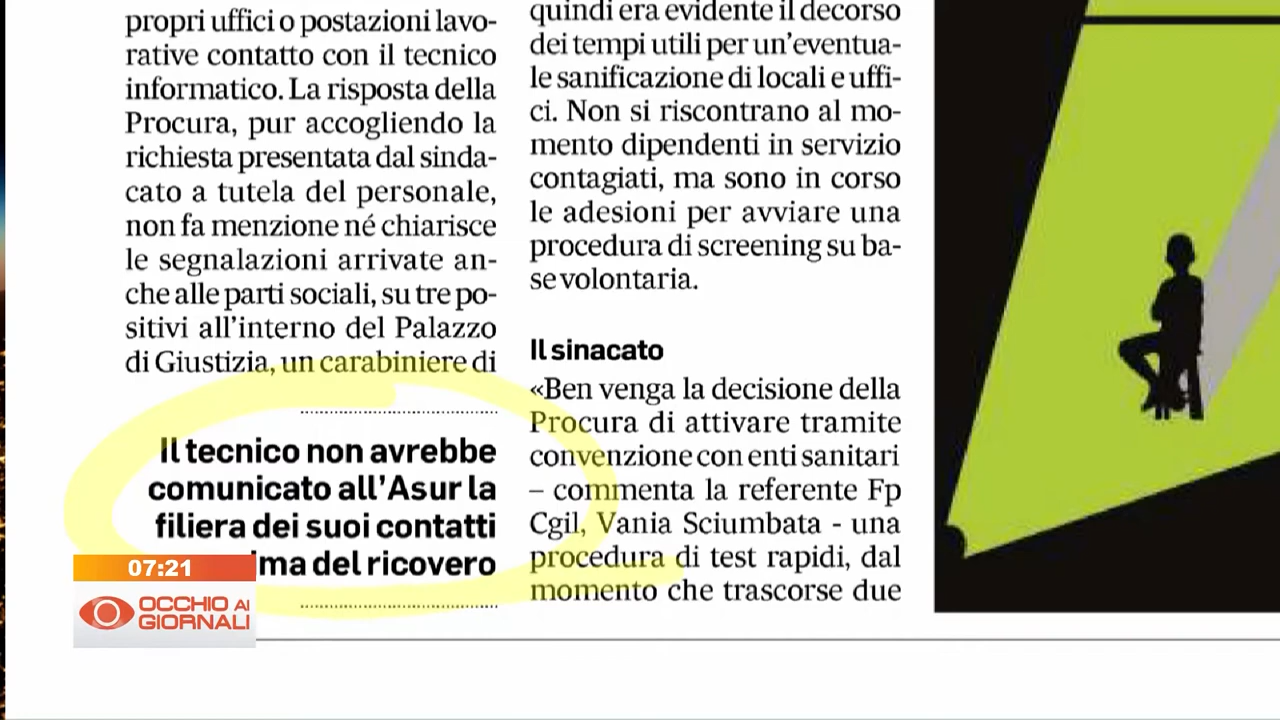 propri uffici o postazioni lavo-
rative contatto con il tecnico
informatico. La risposta della
Procura, pur accogliendo la
richiesta presentata dal sinda-
cato a tutela del personale,
non fa menzione né chiarisce
le segnalazioni arrivate an-
che alle parti sociali, su tre po-
sitivi all'interno del Palazzo
di Giustizia, un carabiniere di
Il tecnico non avrebbe
comunicato all'Asur la
filiera dei suoi contatti
ima del ricovero
quindi era evidente il decorso
dei tempi utili per un'eventua-
le sanificazione di locali e uffi-
ci. Non si riscontrano al mo-
mento dipendenti in servizio
contagiati, ma sono in corso
le adesioni per avviare una
procedura di screening su ba-
se volontaria.
Il sinacato
«Ben venga la decisione della
Procura di attivare tramite
convenzione con enti sanitari
– commenta la referente Fp
Cgil, Vania Sciumbata - una
procedura di test rapidi, dal
momento che trascorse due
07:21
OCCHIO AI
GIORNALI